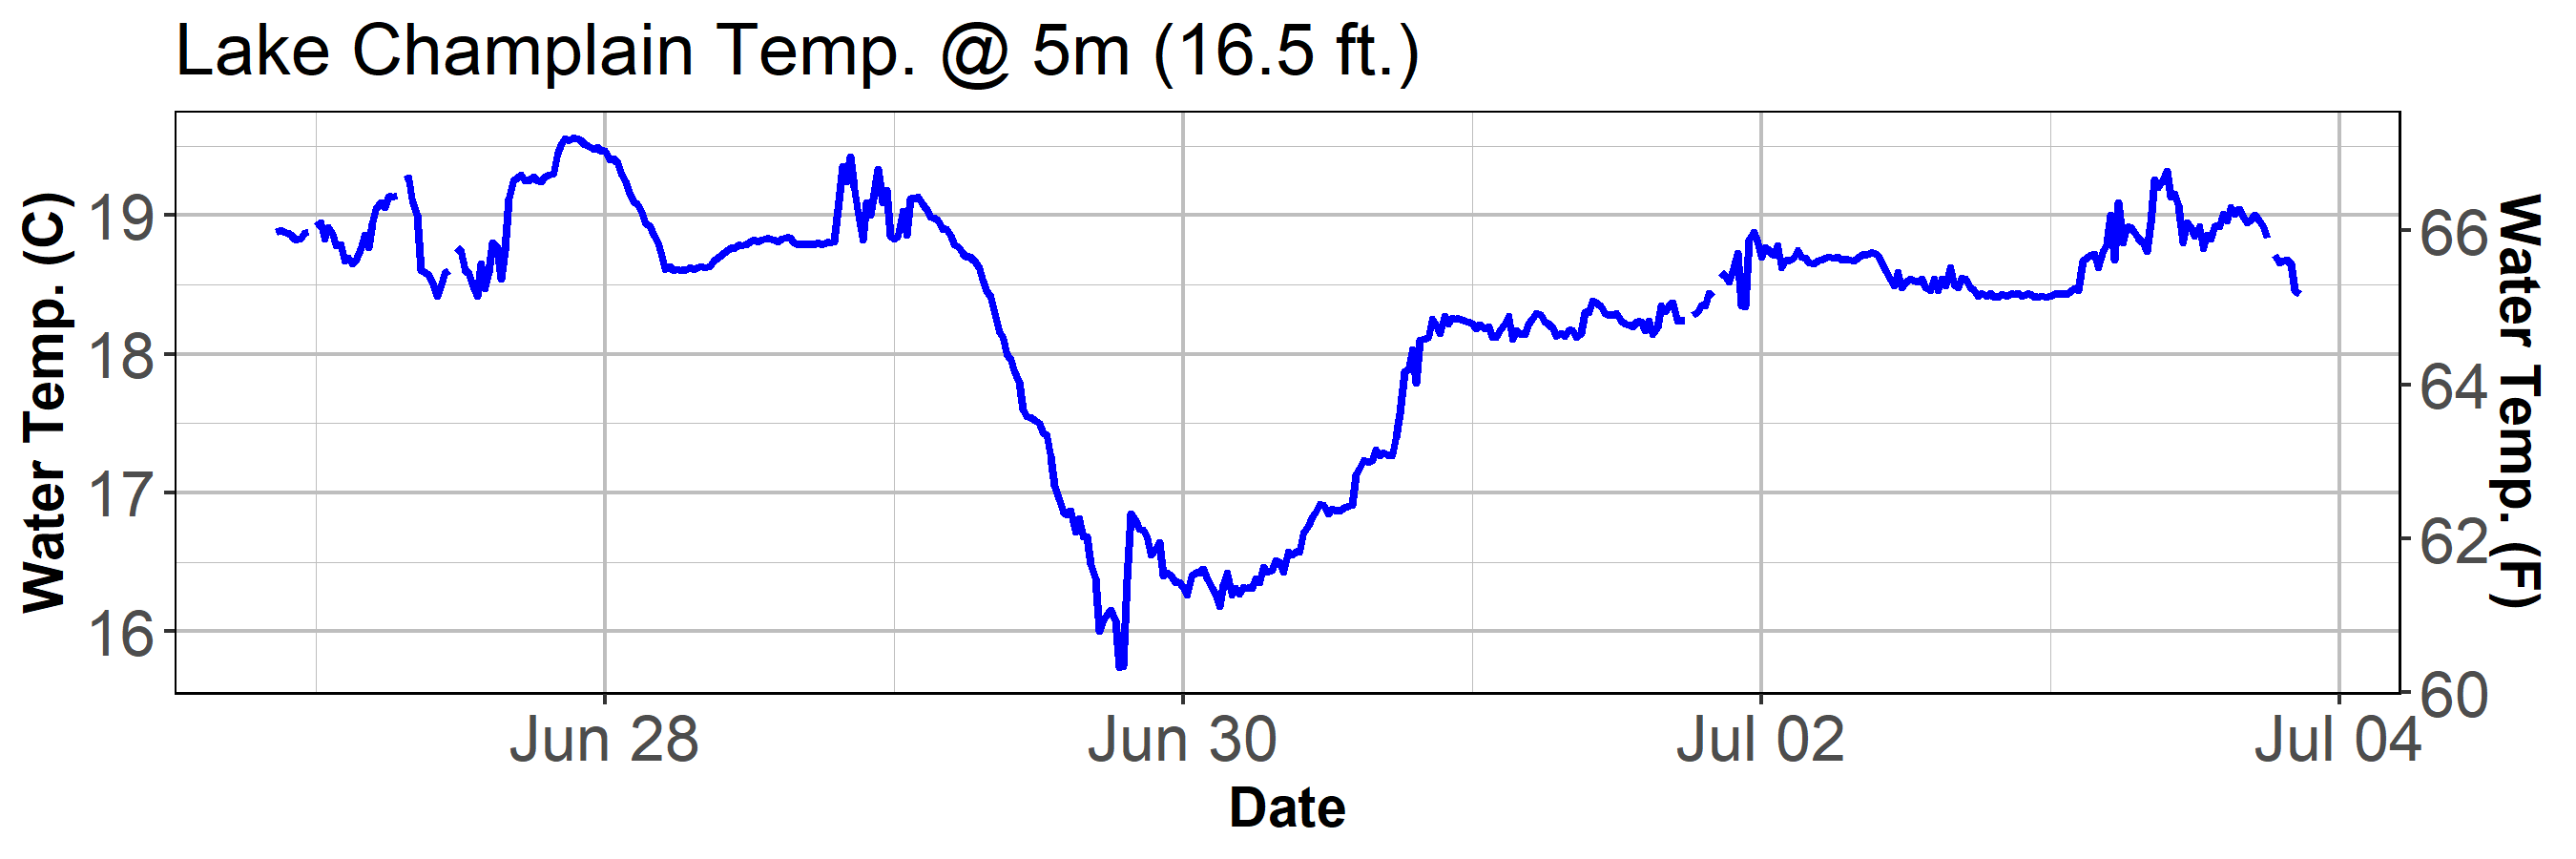 Lake Champlain Temp. @ 5m (16.5 ft.)
Water Temp. (C)
19
18
17
16
66
64
62
60
Water Temp. (F)
Jun 28
Jun 30
Jul 02
Jul 04
Date